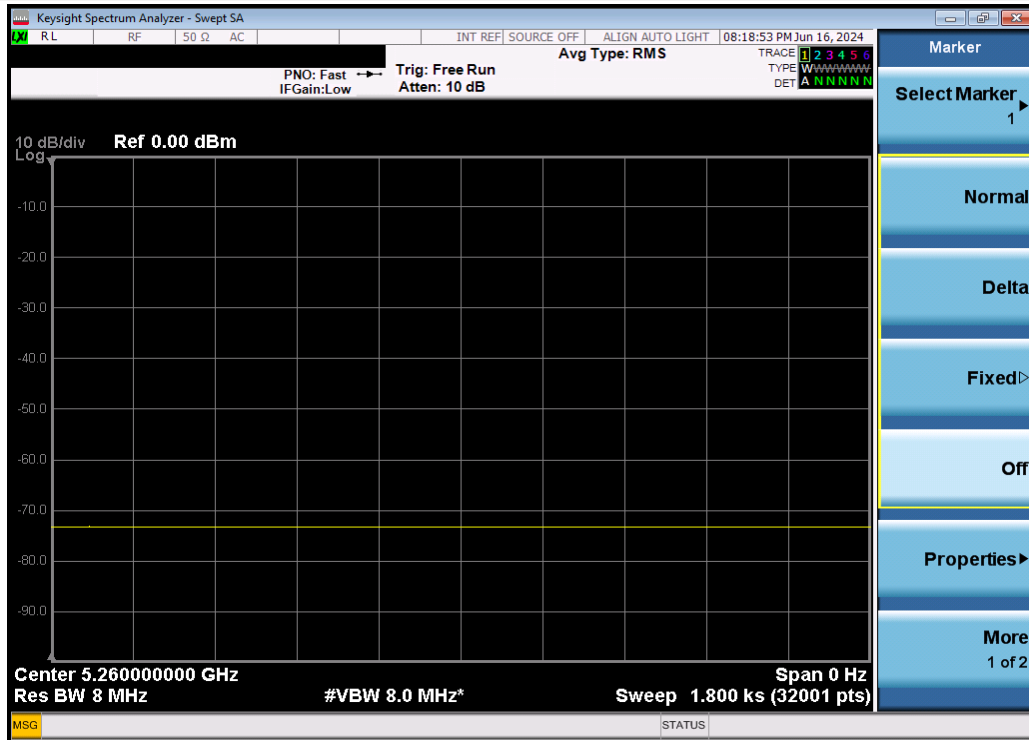 Keysight Spectrum Analyzer - Swept SA
LXI RL RF 50 Ω AC INT REF SOURCE OFF ALIGN AUTO LIGHT 08:18:53 PM Jun 16, 2024
Avg Type: RMS
TRACE 1 2 3 4 5 6
PNO: Fast Trig: Free Run
TYPE WWWWWWW
IFGain:Low Atten: 10 dB
DET A N N N N N
10 dB/div Ref 0.00 dBm
Log
-10.0
-20.0
-30.0
-40.0
-50.0
-60.0
-70.0
-80.0
-90.0
Center 5.260000000 GHz Span 0 Hz
Res BW 8 MHz #VBW 8.0 MHz* Sweep 1.800 ks (32001 pts)
MSG STATUS
Marker
Select Marker
1
Normal
Delta
Fixed
Off
Properties
More
1 of 2